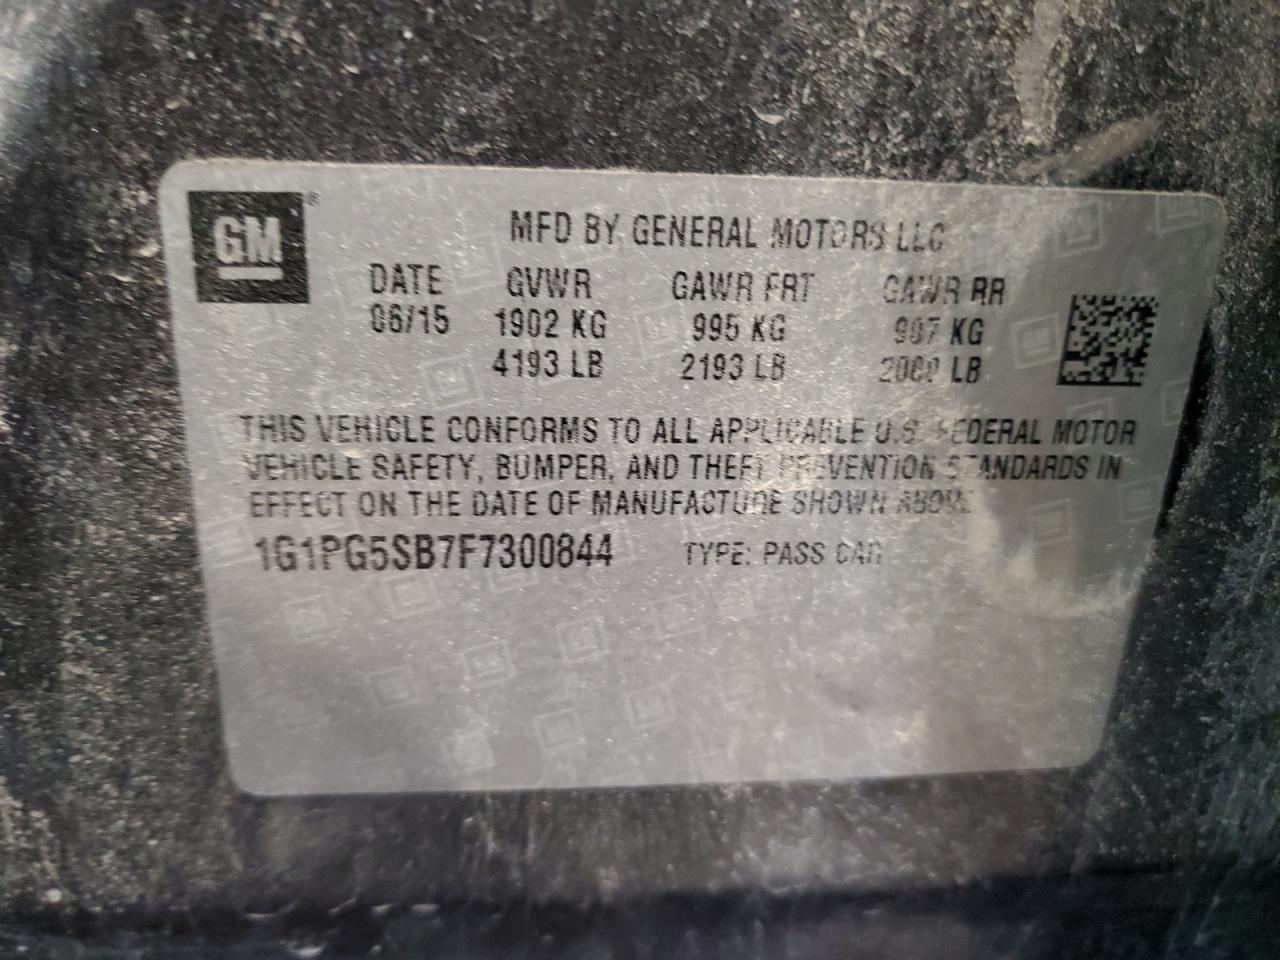 GM®
MFD BY GENERAL MOTORS LLC
DATE GVWR GAWR FRT GAWR RR
06/15 1902 KG 995 KG 907 KG
4193 LB 2193 LB 2000 LB
THIS VEHICLE CONFORMS TO ALL APPLICABLE U.S. FEDERAL MOTOR
VEHICLE SAFETY, BUMPER, AND THEFT PREVENTION STANDARDS IN
EFFECT ON THE DATE OF MANUFACTURE SHOWN ABOVE.
1G1PG5SB7F7300844 TYPE: PASS CAR